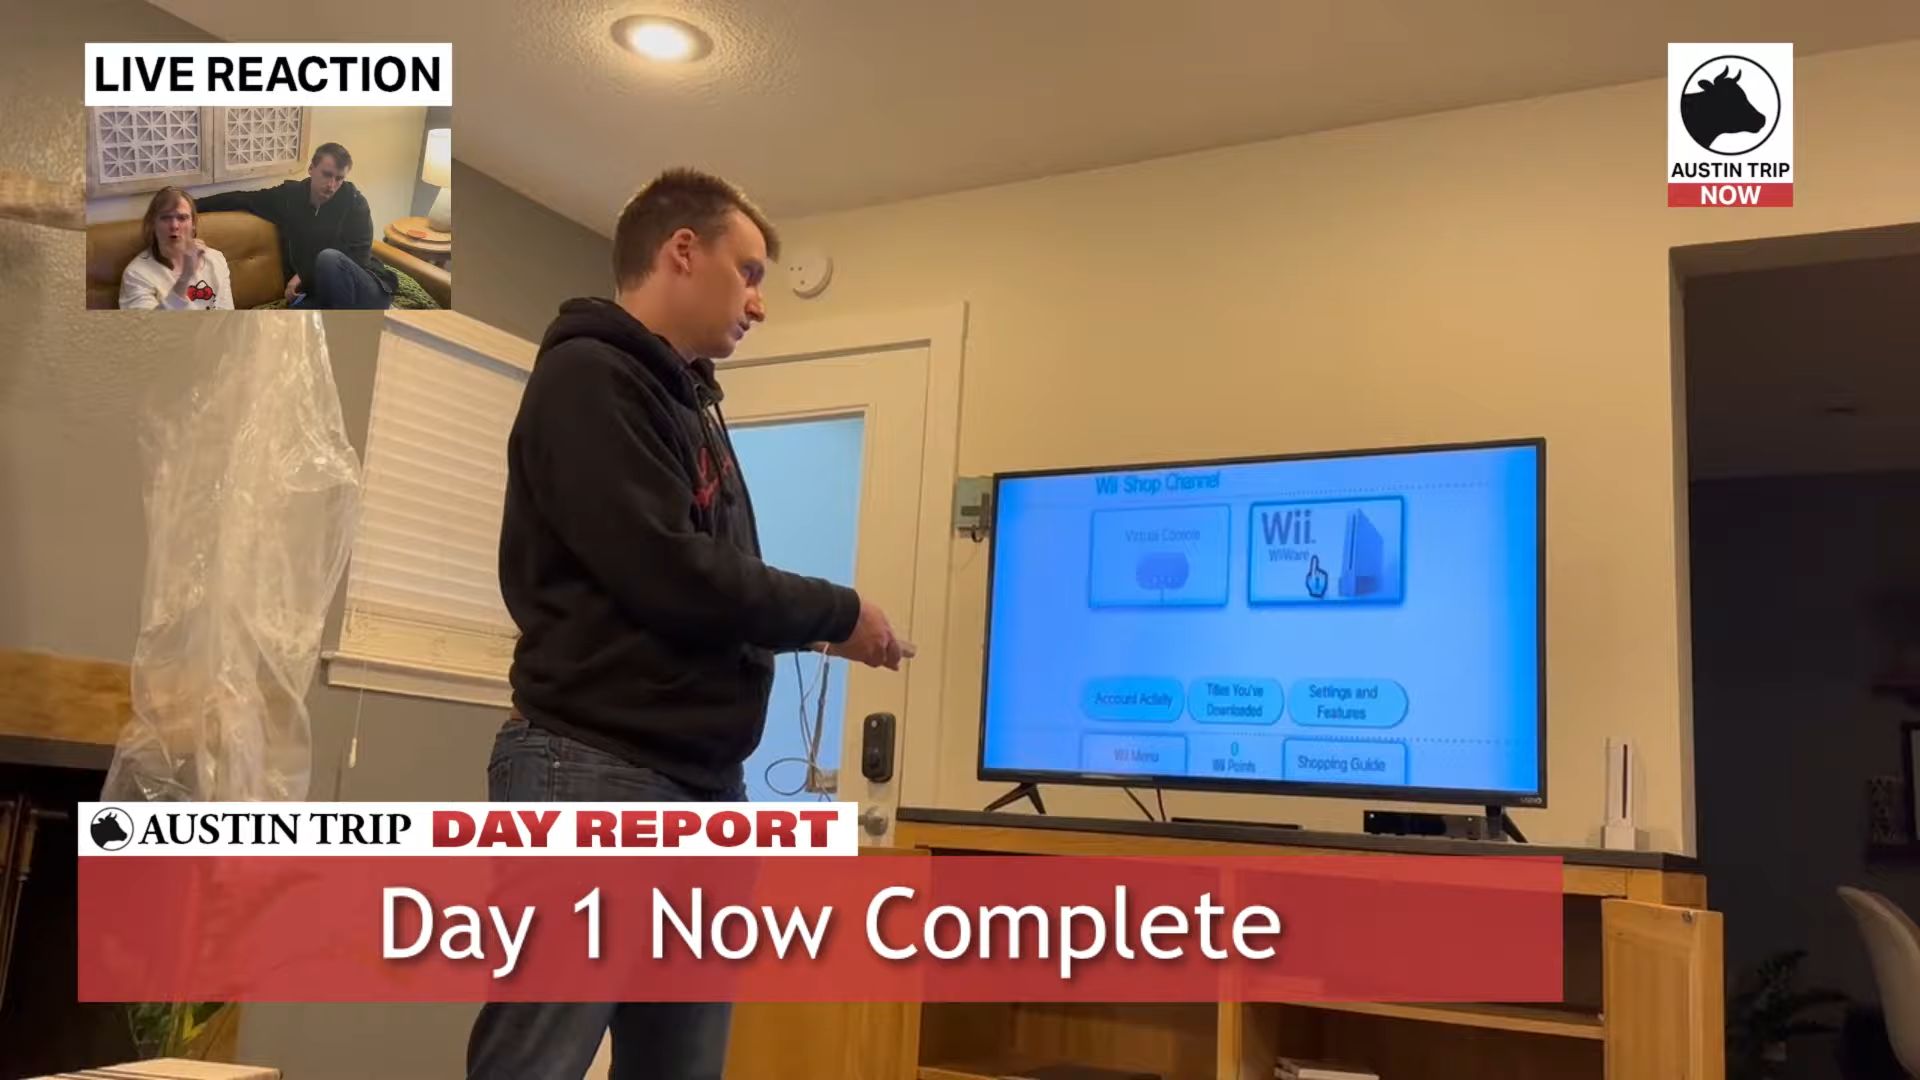 LIVE REACTION
AUSTIN TRIP
NOW
Wii Shop Channel
Virtual Console
Wii
WiiWare
Account Activity
Titles You've
Downloaded
Settings and
Features
Wii Menu
0
Wii Points
Shopping Guide
VIZIO
AUSTIN TRIP DAY REPORT
Day 1 Now Complete